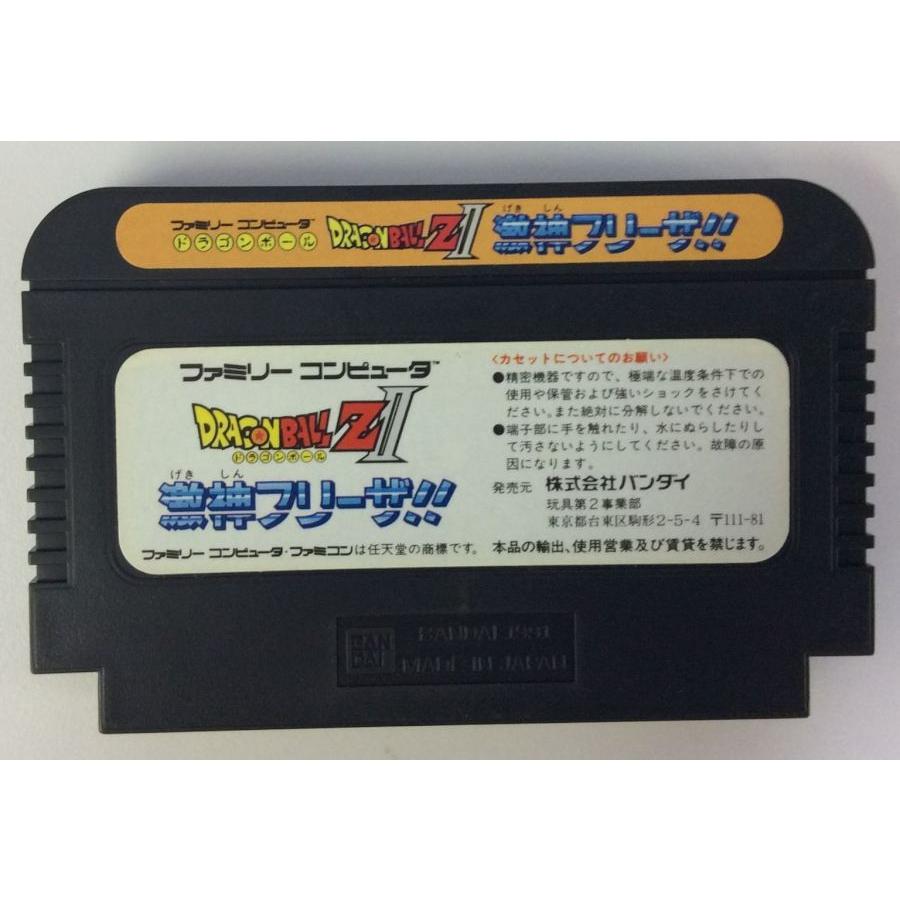 ファミリー コンピュータ™
ドラゴンボール
DRAGON BALL Z II
げき しん
激神フリーザ!!
ファミリー コンピュータ™
DRAGON BALL Z II
ドラゴンボール
げき しん
激神フリーザ!!
ファミリー コンピュータ・ファミコンは任天堂の商標です。
〈カセットについてのお願い〉
●精密機器ですので、極端な温度条件下での
使用や保管および強いショックをさけてく
ださい。また絶対に分解しないでください。
●端子部に手を触れたり、水にぬらしたりし
て汚さないようにしてください。故障の原
因になります。
発売元 株式会社バンダイ
玩具第2事業部
東京都台東区駒形2-5-4 〒111-81
本品の輸出、使用営業及び賃貸を禁じます。
BAN
DAI
BANDAI 1991
MADE IN JAPAN